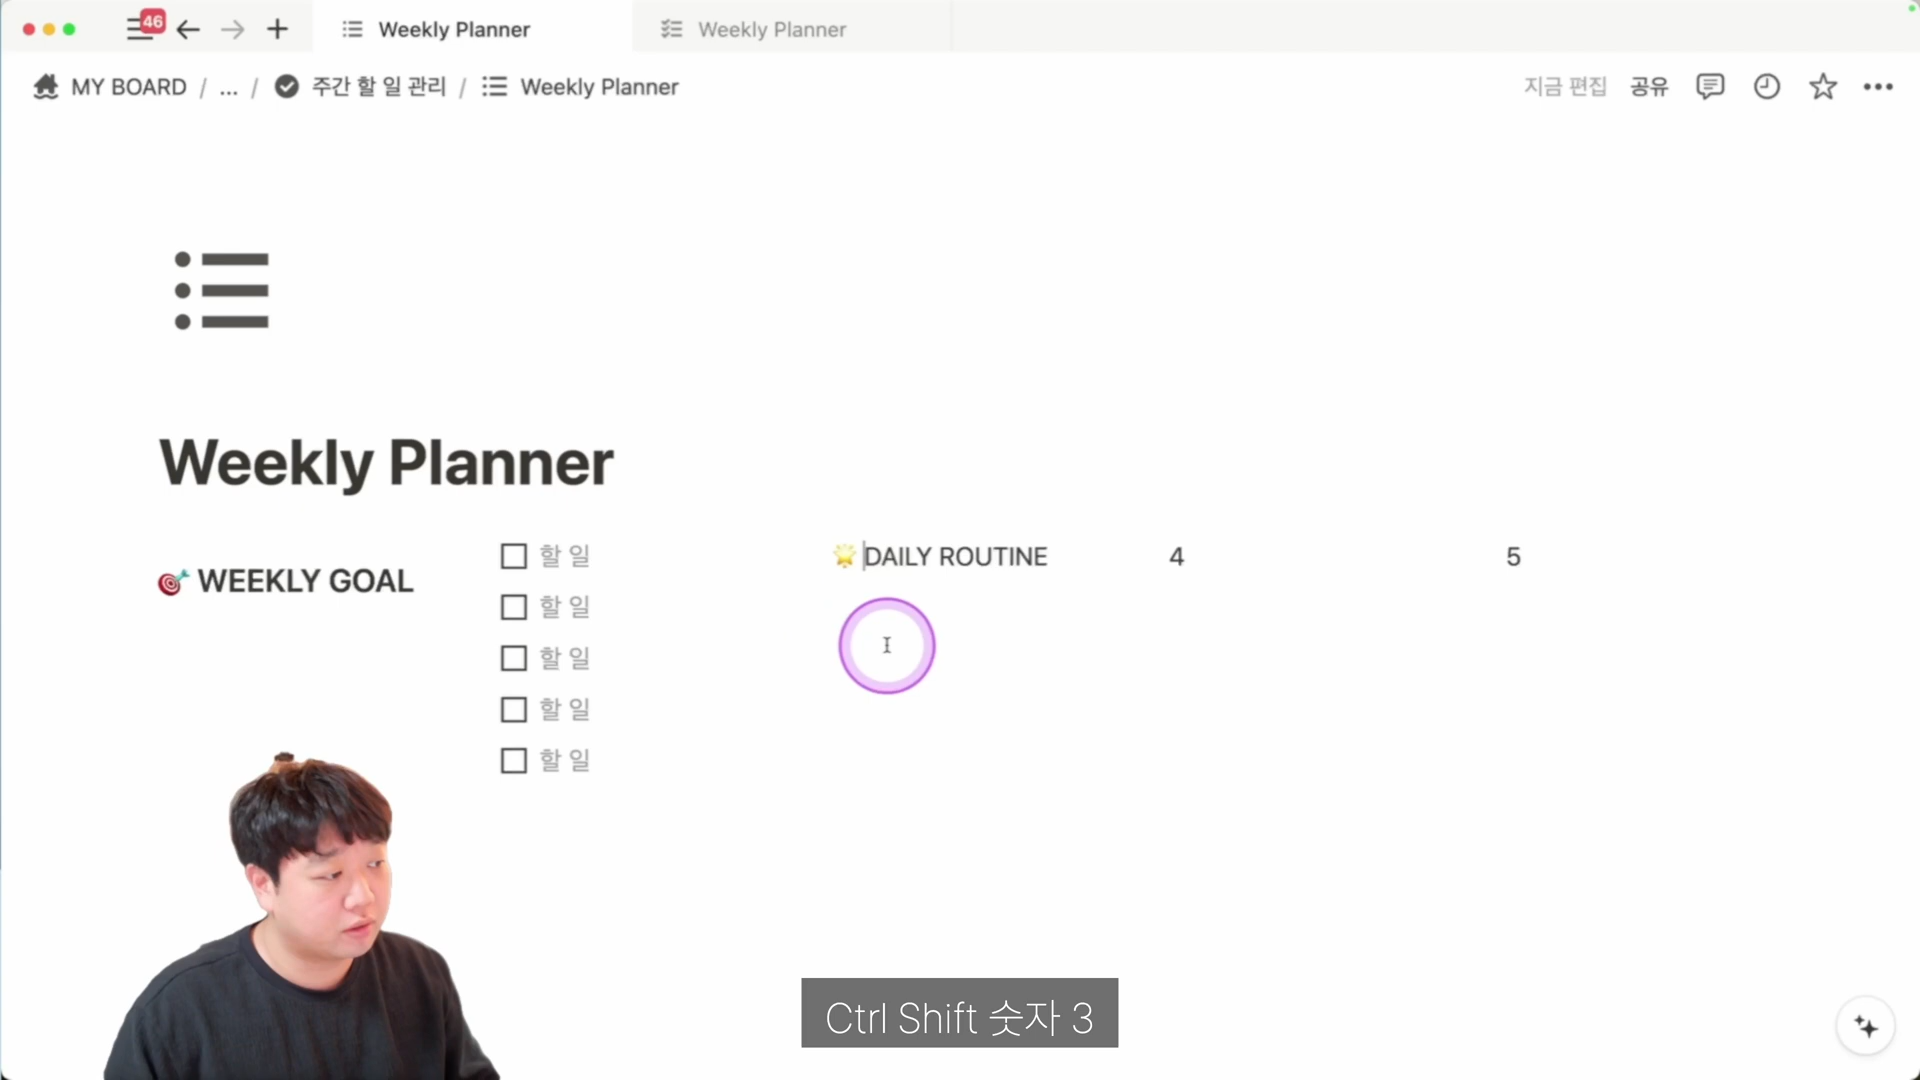 46
Weekly Planner
Weekly Planner
MY BOARD / ... / 주간 할 일 관리 / Weekly Planner
지금 편집 공유
Weekly Planner
🎯 WEEKLY GOAL
할 일
할 일
할 일
할 일
할 일
🌟 DAILY ROUTINE
4
5
Ctrl Shift 숫자 3